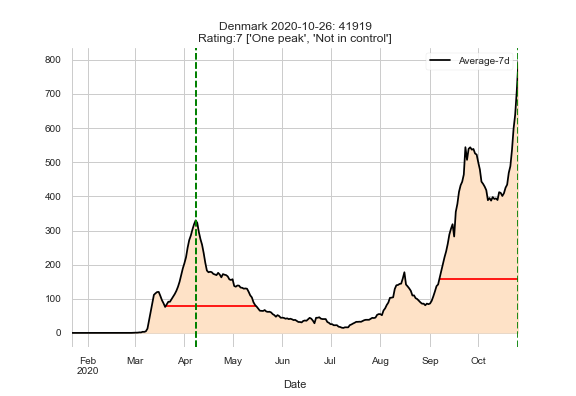 Denmark 2020-10-26: 41919
Rating:7 ['One peak', 'Not in control']
Average-7d
800
700
600
500
400
300
200
100
0
Feb
2020
Mar
Apr
May
Jun
Jul
Aug
Sep
Oct
Date